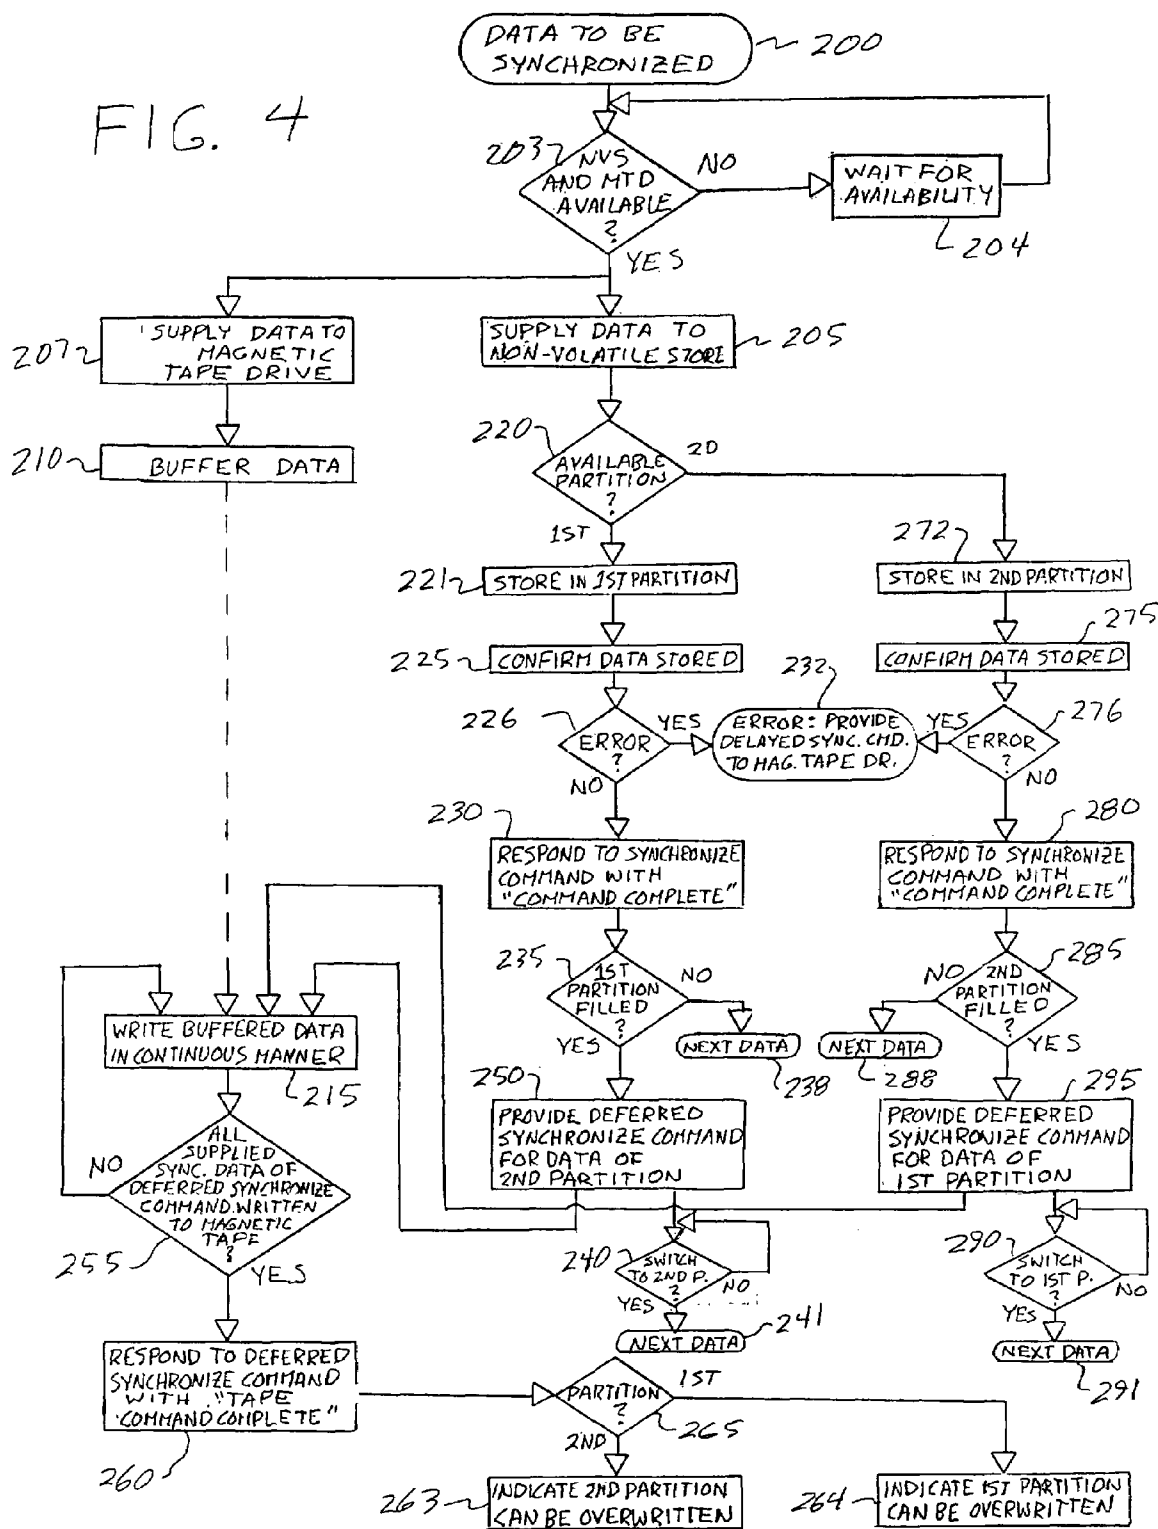 DATA TO BE
SYNCHRONIZED
200
FIG. 4
203
NVS
AND MTD
AVAILABLE
?
NO
WAIT FOR
AVAILABILITY
204
YES
207
SUPPLY DATA TO
MAGNETIC
TAPE DRIVE
SUPPLY DATA TO
NON-VOLATILE STORE
205
210
BUFFER DATA
220
AVAILABLE
PARTITION
?
2D
1ST
221
STORE IN 1ST PARTITION
272
STORE IN 2ND PARTITION
225
CONFIRM DATA STORED
275
CONFIRM DATA STORED
226
ERROR
?
YES
NO
232
ERROR: PROVIDE
DELAYED SYNC. CMD.
TO MAG. TAPE DR.
YES
ERROR
?
276
NO
230
RESPOND TO SYNCHRONIZE
COMMAND WITH
"COMMAND COMPLETE"
280
RESPOND TO SYNCHRONIZE
COMMAND WITH
"COMMAND COMPLETE"
235
1ST
PARTITION
FILLED
?
NO
YES
NEXT DATA
238
285
2ND
PARTITION
FILLED
?
NO
YES
NEXT DATA
288
WRITE BUFFERED DATA
IN CONTINUOUS MANNER
215
250
PROVIDE DEFERRED
SYNCHRONIZE COMMAND
FOR DATA OF
2ND PARTITION
295
PROVIDE DEFERRED
SYNCHRONIZE COMMAND
FOR DATA OF
1ST PARTITION
ALL
SUPPLIED
SYNC. DATA OF
DEFERRED SYNCHRONIZE
COMMAND WRITTEN
TO MAGNETIC
TAPE
?
NO
255
YES
240
SWITCH
TO 2ND P.
?
NO
YES
NEXT DATA
241
290
SWITCH
TO 1ST P.
?
NO
YES
NEXT DATA
291
RESPOND TO DEFERRED
SYNCHRONIZE COMMAND
WITH "TAPE
COMMAND COMPLETE"
260
PARTITION
?
265
1ST
2ND
263
INDICATE 2ND PARTITION
CAN BE OVERWRITTEN
264
INDICATE 1ST PARTITION
CAN BE OVERWRITTEN